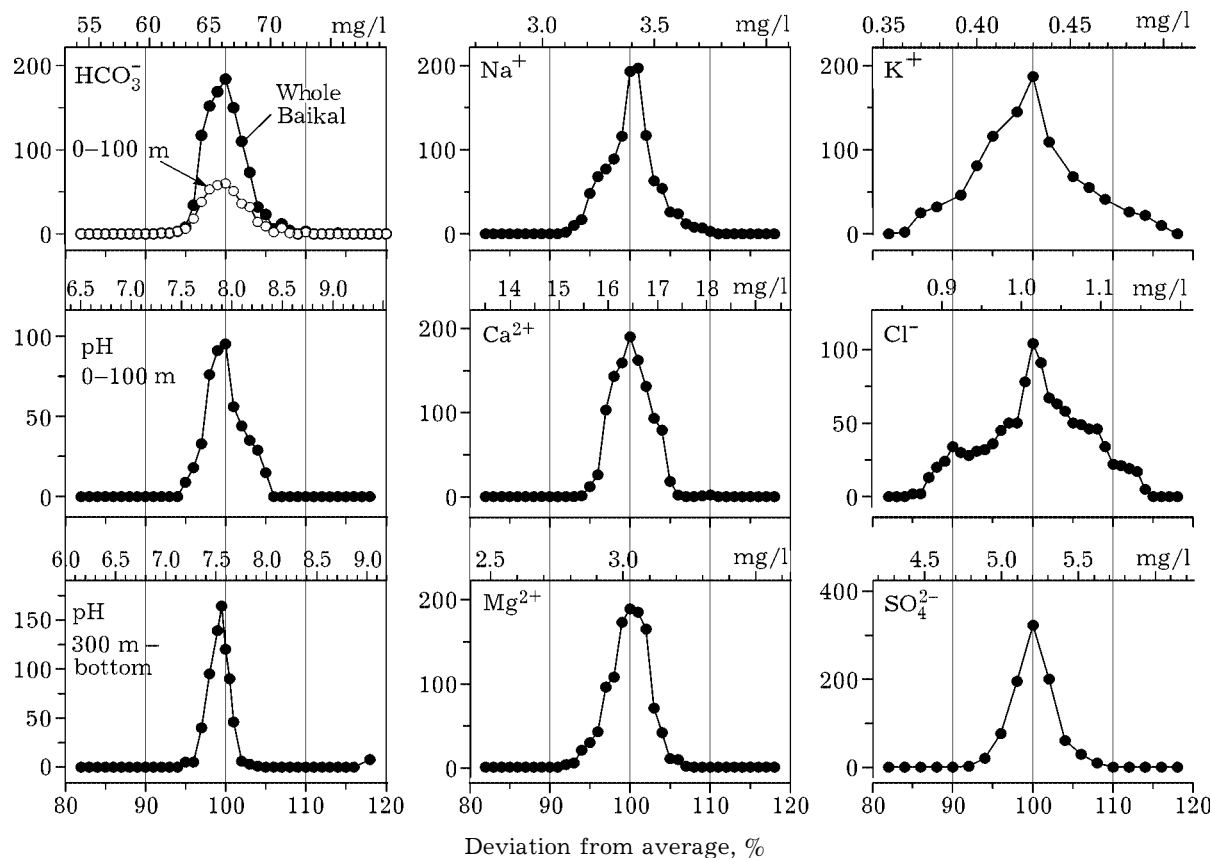 55 60 65 70 mg/l
3.0 3.5 mg/l
0.35 0.40 0.45 mg/l
200
100
0
HCO₃⁻
Whole
Baikal
0–100 m
200
100
0
Na⁺
200
100
0
K⁺
6.5 7.0 7.5 8.0 8.5 9.0
14 15 16 17 18 mg/l
0.9 1.0 1.1 mg/l
100
50
0
pH
0–100 m
200
100
0
Ca²⁺
100
50
0
Cl⁻
6.0 6.5 7.0 7.5 8.0 8.5 9.0
2.5 3.0 mg/l
4.5 5.0 5.5 mg/l
150
100
50
0
pH
300 m –
bottom
200
100
0
Mg²⁺
400
200
0
SO₄²⁻
80 90 100 110 120
80 90 100 110 120
80 90 100 110 120
Deviation from average, %